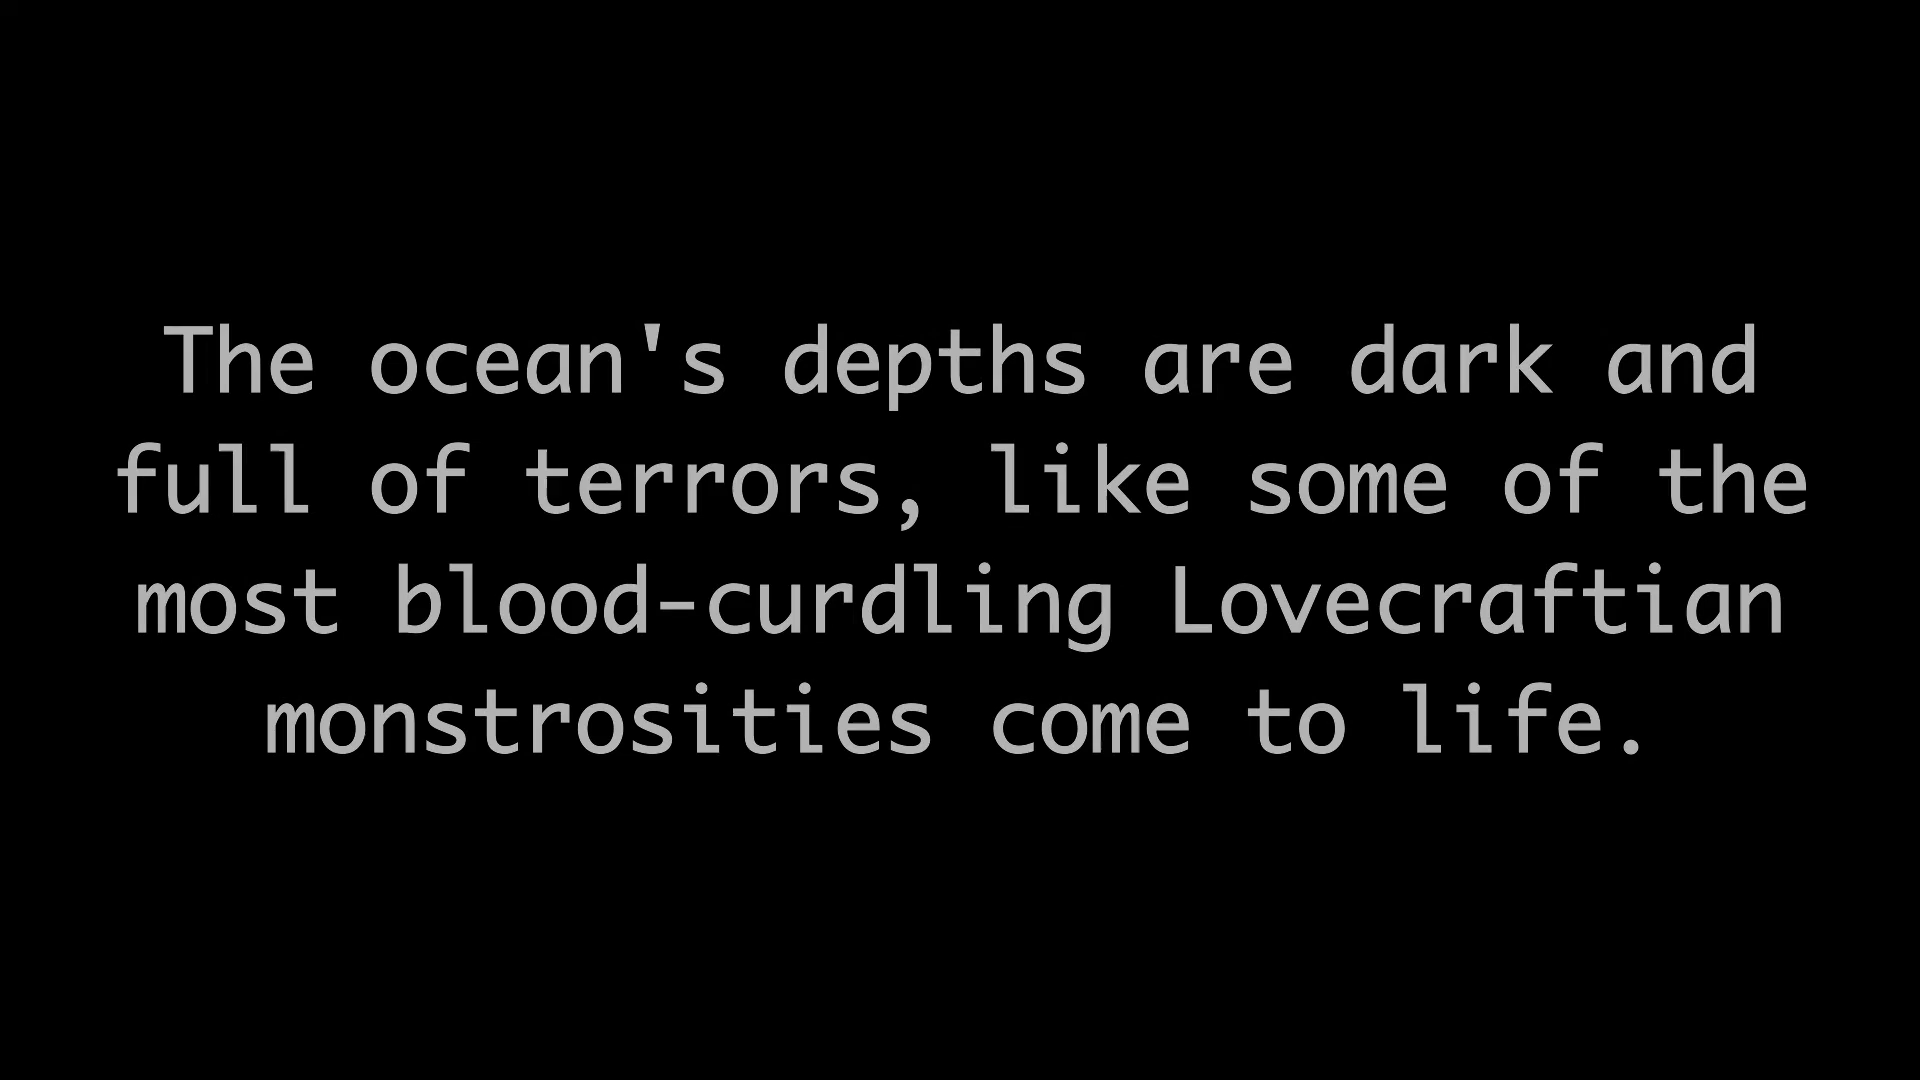 The ocean's depths are dark and
full of terrors, like some of the
most blood-curdling Lovecraftian
monstrosities come to life.